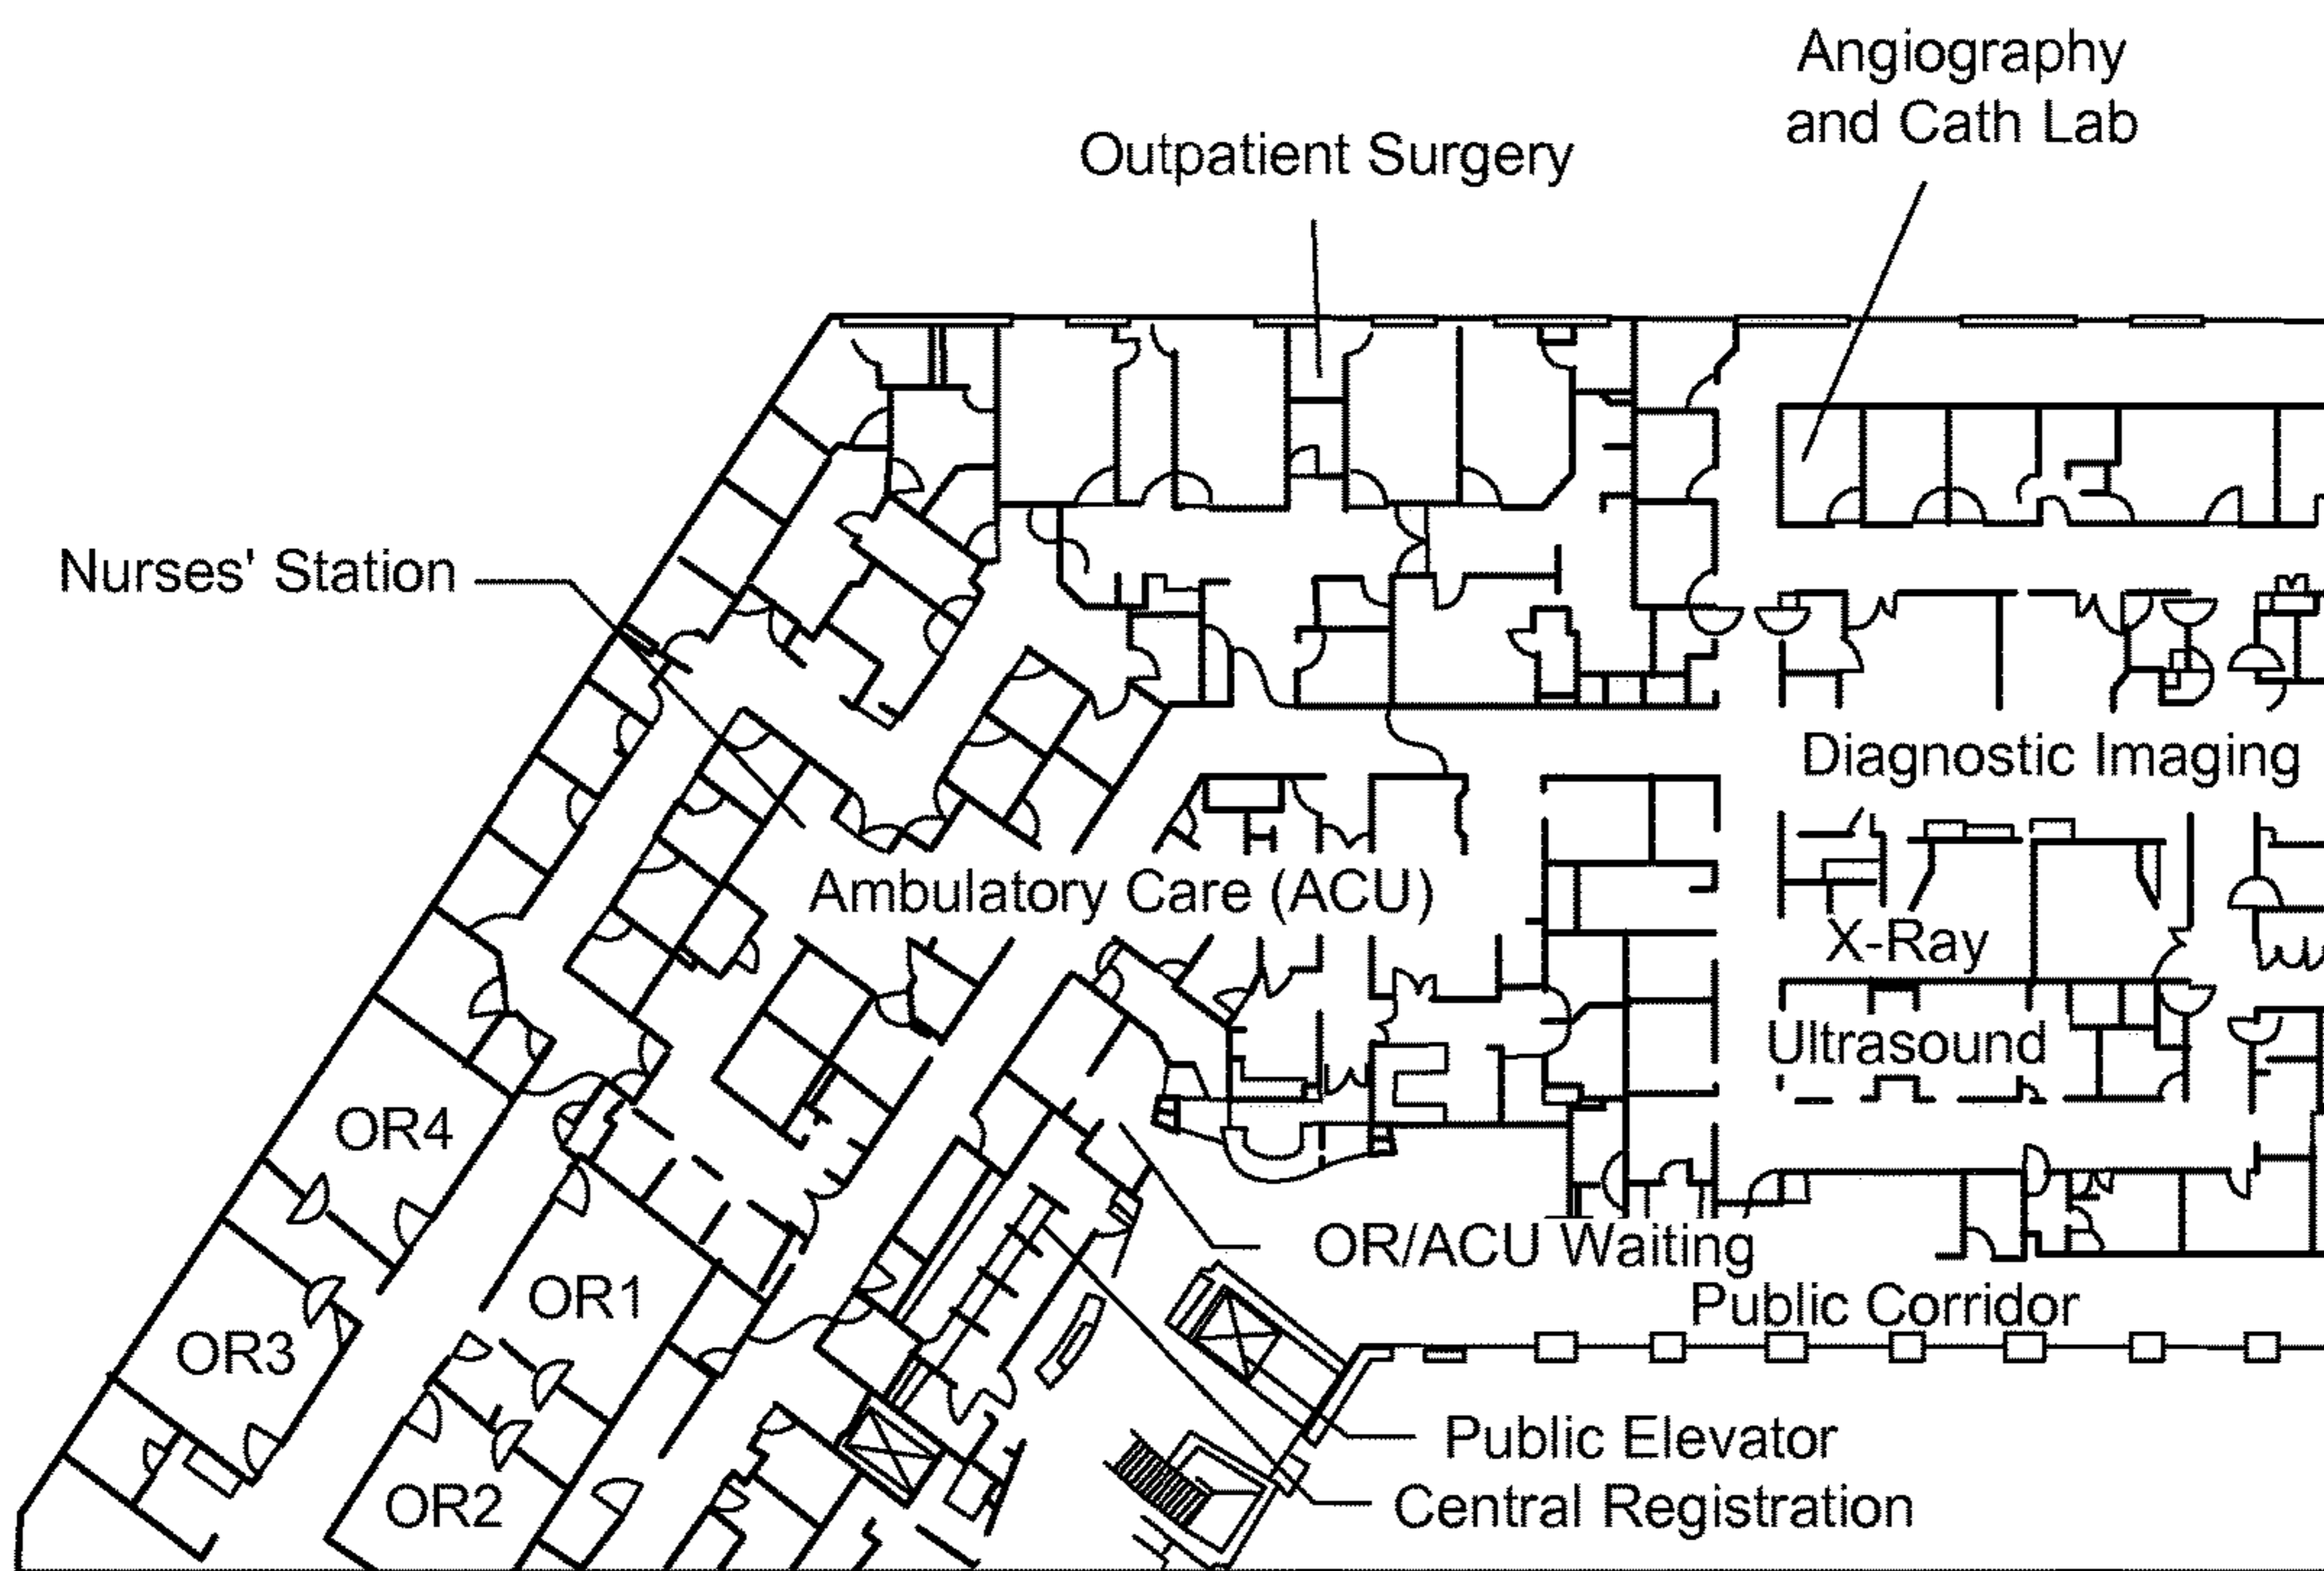 Angiography
and Cath Lab
Outpatient Surgery
Nurses' Station
Diagnostic Imaging
Ambulatory Care (ACU)
X-Ray
Ultrasound
OR4
OR/ACU Waiting
OR1
Public Corridor
OR3
Public Elevator
OR2
Central Registration